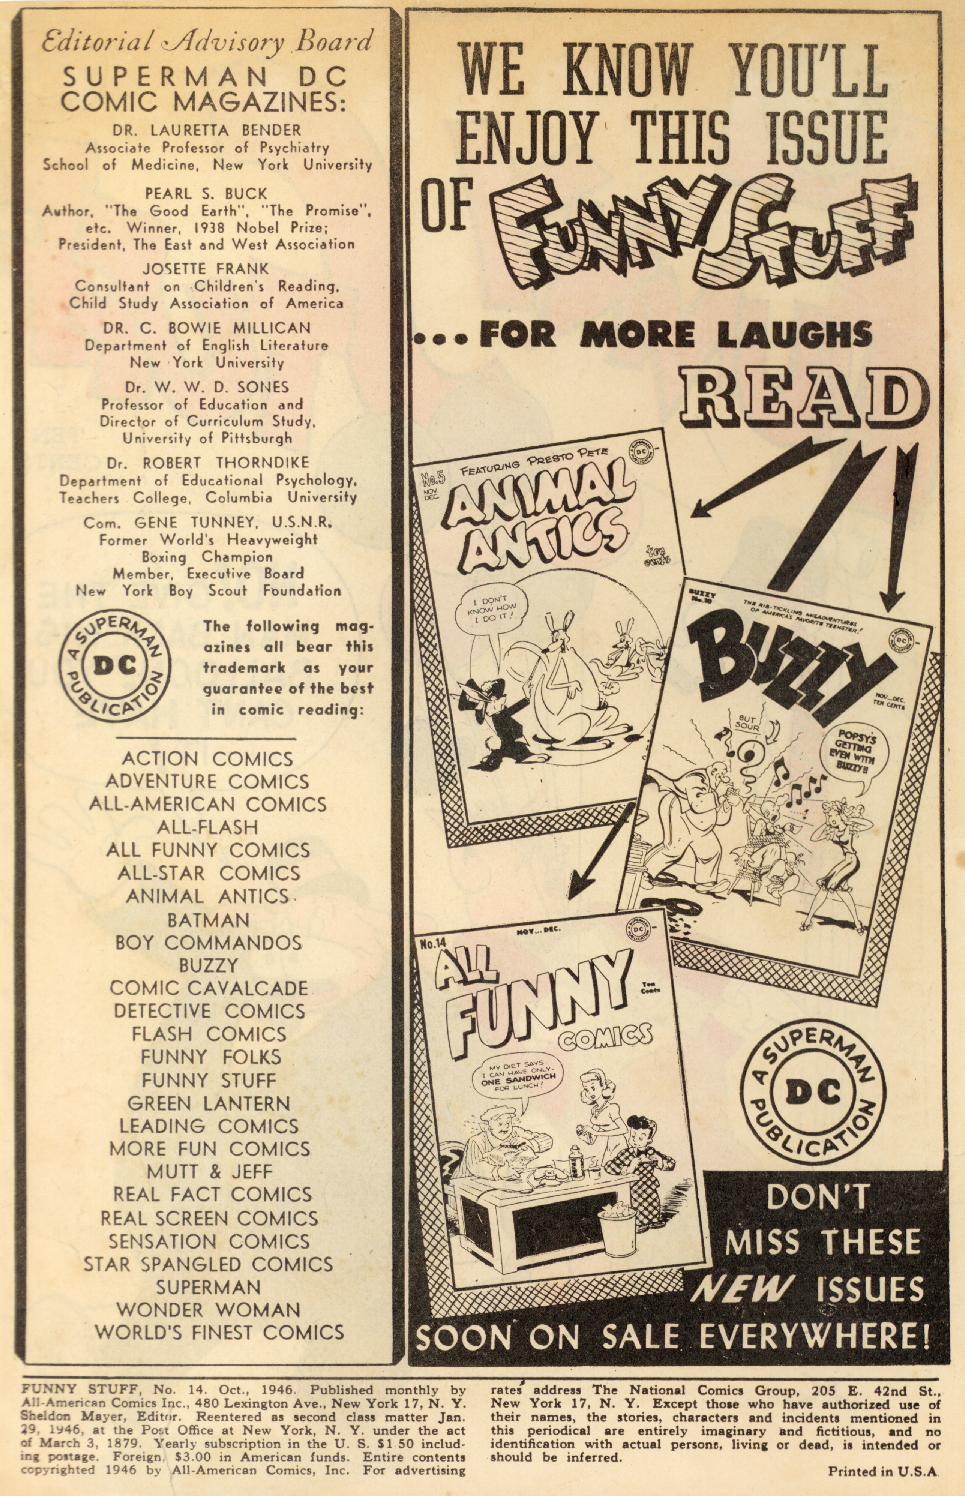 Editorial Advisory Board
SUPERMAN DC
COMIC MAGAZINES:
DR. LAURETTA BENDER
Associate Professor of Psychiatry
School of Medicine, New York University
PEARL S. BUCK
Author, "The Good Earth", "The Promise",
etc. Winner, 1938 Nobel Prize;
President, The East and West Association
JOSETTE FRANK
Consultant on Children's Reading,
Child Study Association of America
DR. C. BOWIE MILLICAN
Department of English Literature
New York University
Dr. W. W. D. SONES
Professor of Education and
Director of Curriculum Study,
University of Pittsburgh
Dr. ROBERT THORNDIKE
Department of Educational Psychology,
Teachers College, Columbia University
Com. GENE TUNNEY, U.S.N.R.
Former World's Heavyweight
Boxing Champion
Member, Executive Board
New York Boy Scout Foundation
A SUPERMAN
DC
PUBLICATION
The following mag-
azines all bear this
trademark as your
guarantee of the best
in comic reading:
ACTION COMICS
ADVENTURE COMICS
ALL-AMERICAN COMICS
ALL-FLASH
ALL FUNNY COMICS
ALL-STAR COMICS
ANIMAL ANTICS
BATMAN
BOY COMMANDOS
BUZZY
COMIC CAVALCADE
DETECTIVE COMICS
FLASH COMICS
FUNNY FOLKS
FUNNY STUFF
GREEN LANTERN
LEADING COMICS
MORE FUN COMICS
MUTT & JEFF
REAL FACT COMICS
REAL SCREEN COMICS
SENSATION COMICS
STAR SPANGLED COMICS
SUPERMAN
WONDER WOMAN
WORLD'S FINEST COMICS
WE KNOW YOU'LL
ENJOY THIS ISSUE
OF FUNNY STUFF
...FOR MORE LAUGHS
READ
No.5
NOV.
DEC.
FEATURING PRESTO PETE
DC
ANIMAL
ANTICS
ten
cents
I DON'T
KNOW HOW
I DO IT!
BUZZY
No. 10
THE RIB-TICKLING MISADVENTURES
OF AMERICA'S FAVORITE TEENSTER!
DC
BUZZY
NOV...DEC.
TEN CENTS
BUT
SOUR
POPSY'S
GETTING
EVEN WITH
BUZZY!!
No.14
NOV...DEC.
DC
ALL
FUNNY
COMICS
Ten
Cents
MY DIET SAYS
I CAN HAVE ONLY
ONE SANDWICH
FOR LUNCH!
A SUPERMAN
DC
PUBLICATION
DON'T
MISS THESE
NEW ISSUES
SOON ON SALE EVERYWHERE!
FUNNY STUFF, No. 14. Oct., 1946. Published monthly by
All-American Comics Inc., 480 Lexington Ave., New York 17, N. Y.
Sheldon Mayer, Editor. Reentered as second class matter Jan.
29, 1946, at the Post Office at New York, N. Y. under the act
of March 3, 1879. Yearly subscription in the U. S. $1 50 includ-
ing postage. Foreign, $3.00 in American funds. Entire contents
copyrighted 1946 by All-American Comics, Inc. For advertising
rates address The National Comics Group, 205 E. 42nd St.,
New York 17, N. Y. Except those who have authorized use of
their names, the stories, characters and incidents mentioned in
this periodical are entirely imaginary and fictitious, and no
identification with actual persons, living or dead, is intended or
should be inferred.
Printed in U.S.A.